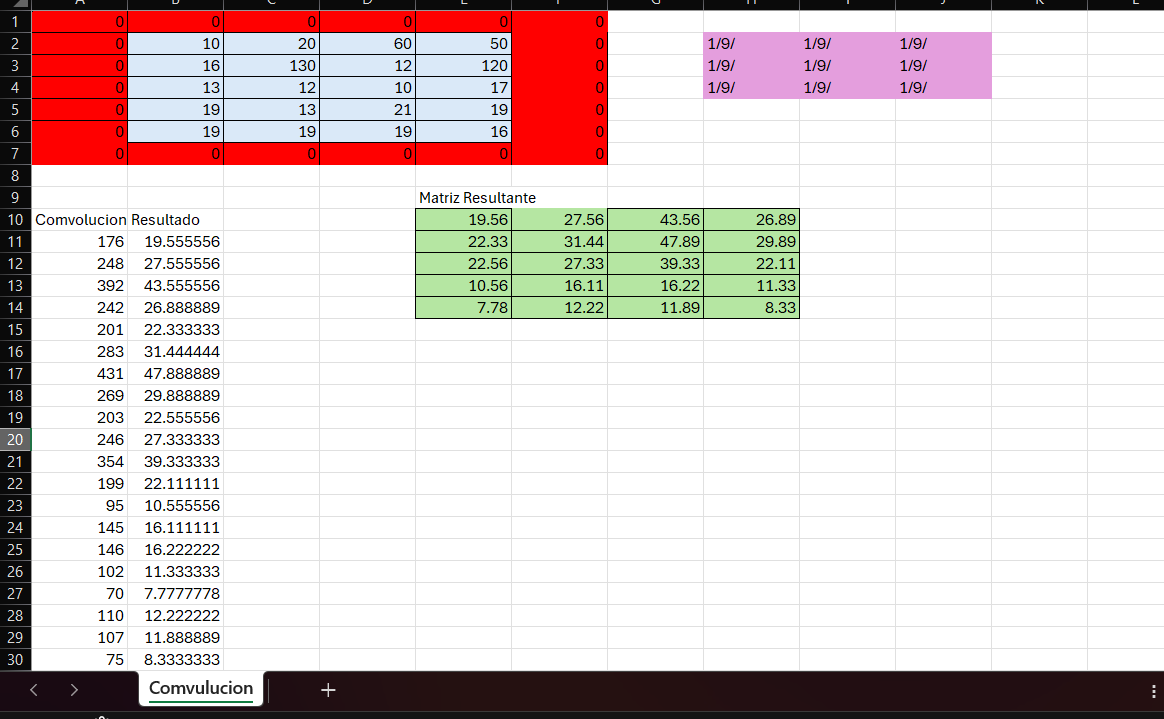 1 0 0 0 0 0 0
2 0 10 20 60 50 0 1/9/ 1/9/ 1/9/
3 0 16 130 12 120 0 1/9/ 1/9/ 1/9/
4 0 13 12 10 17 0 1/9/ 1/9/ 1/9/
5 0 19 13 21 19 0
6 0 19 19 19 16 0
7 0 0 0 0 0 0
8
9 Matriz Resultante
10 Comvolucion Resultado 19.56 27.56 43.56 26.89
11 176 19.555556 22.33 31.44 47.89 29.89
12 248 27.555556 22.56 27.33 39.33 22.11
13 392 43.555556 10.56 16.11 16.22 11.33
14 242 26.888889 7.78 12.22 11.89 8.33
15 201 22.333333
16 283 31.444444
17 431 47.888889
18 269 29.888889
19 203 22.555556
20 246 27.333333
21 354 39.333333
22 199 22.111111
23 95 10.555556
24 145 16.111111
25 146 16.222222
26 102 11.333333
27 70 7.7777778
28 110 12.222222
29 107 11.888889
30 75 8.3333333
Comvulucion